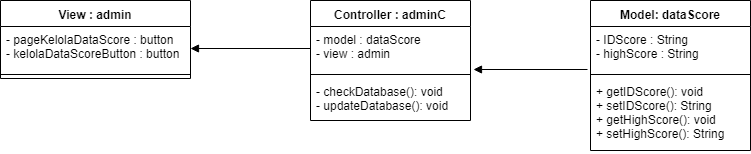 View : admin
- pageKelolaDataScore : button
- kelolaDataScoreButton : button
Controller : adminC
- model : dataScore
- view : admin
- checkDatabase(): void
- updateDatabase(): void
Model: dataScore
- IDScore : String
- highScore : String
+ getIDScore(): void
+ setIDScore(): String
+ getHighScore(): void
+ setHighScore(): String